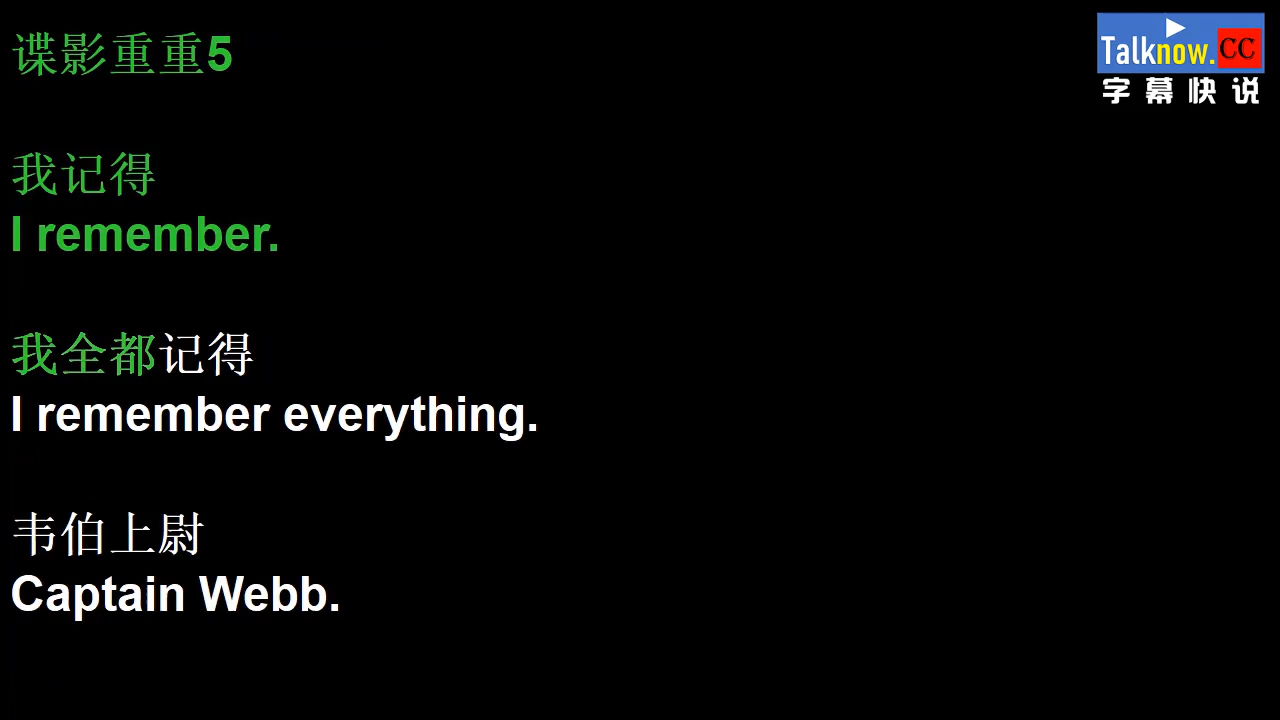 谍影重重5
Talknow.CC
字幕快说
我记得
I remember.
我全都记得
I remember everything.
韦伯上尉
Captain Webb.